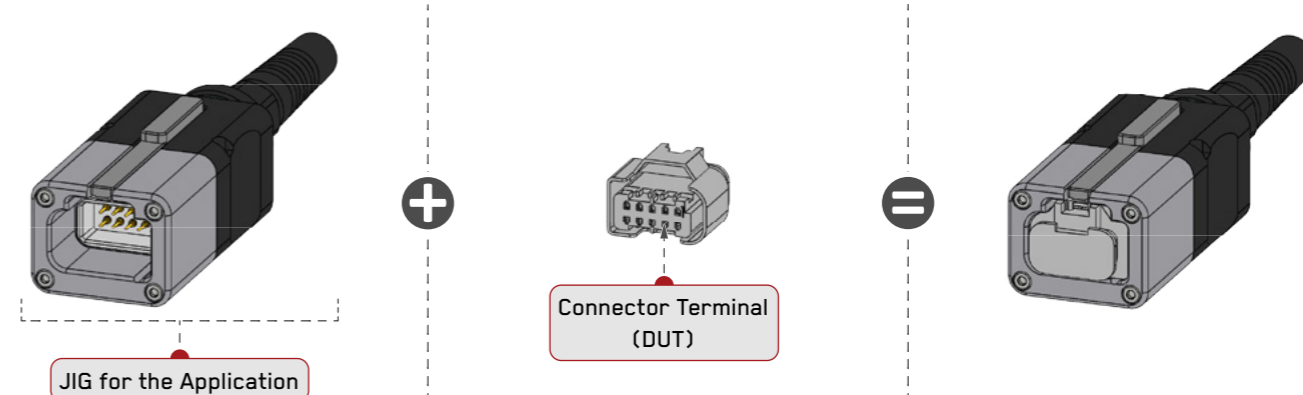 Connector Terminal
(DUT)
JIG for the Application